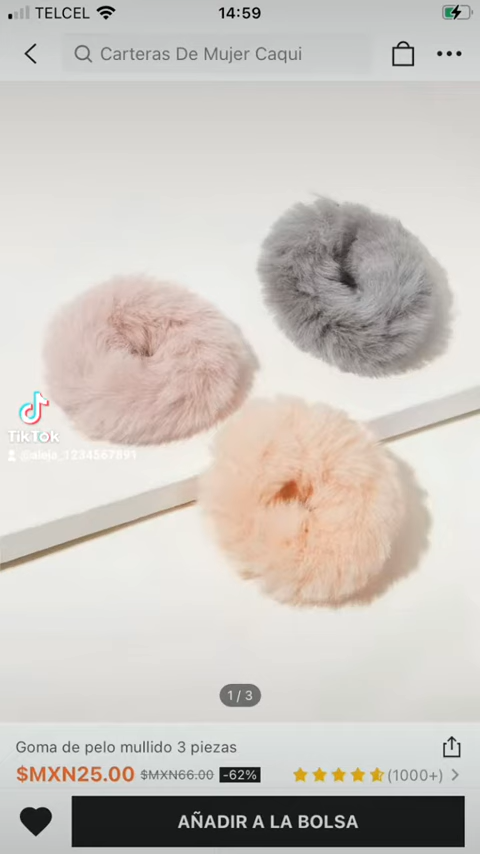 TELCEL 14:59
Carteras De Mujer Caqui
TikTok
@aleja_1234567891
1 / 3
Goma de pelo mullido 3 piezas
$MXN25.00 $MXN66.00 -62% (1000+)
AÑADIR A LA BOLSA